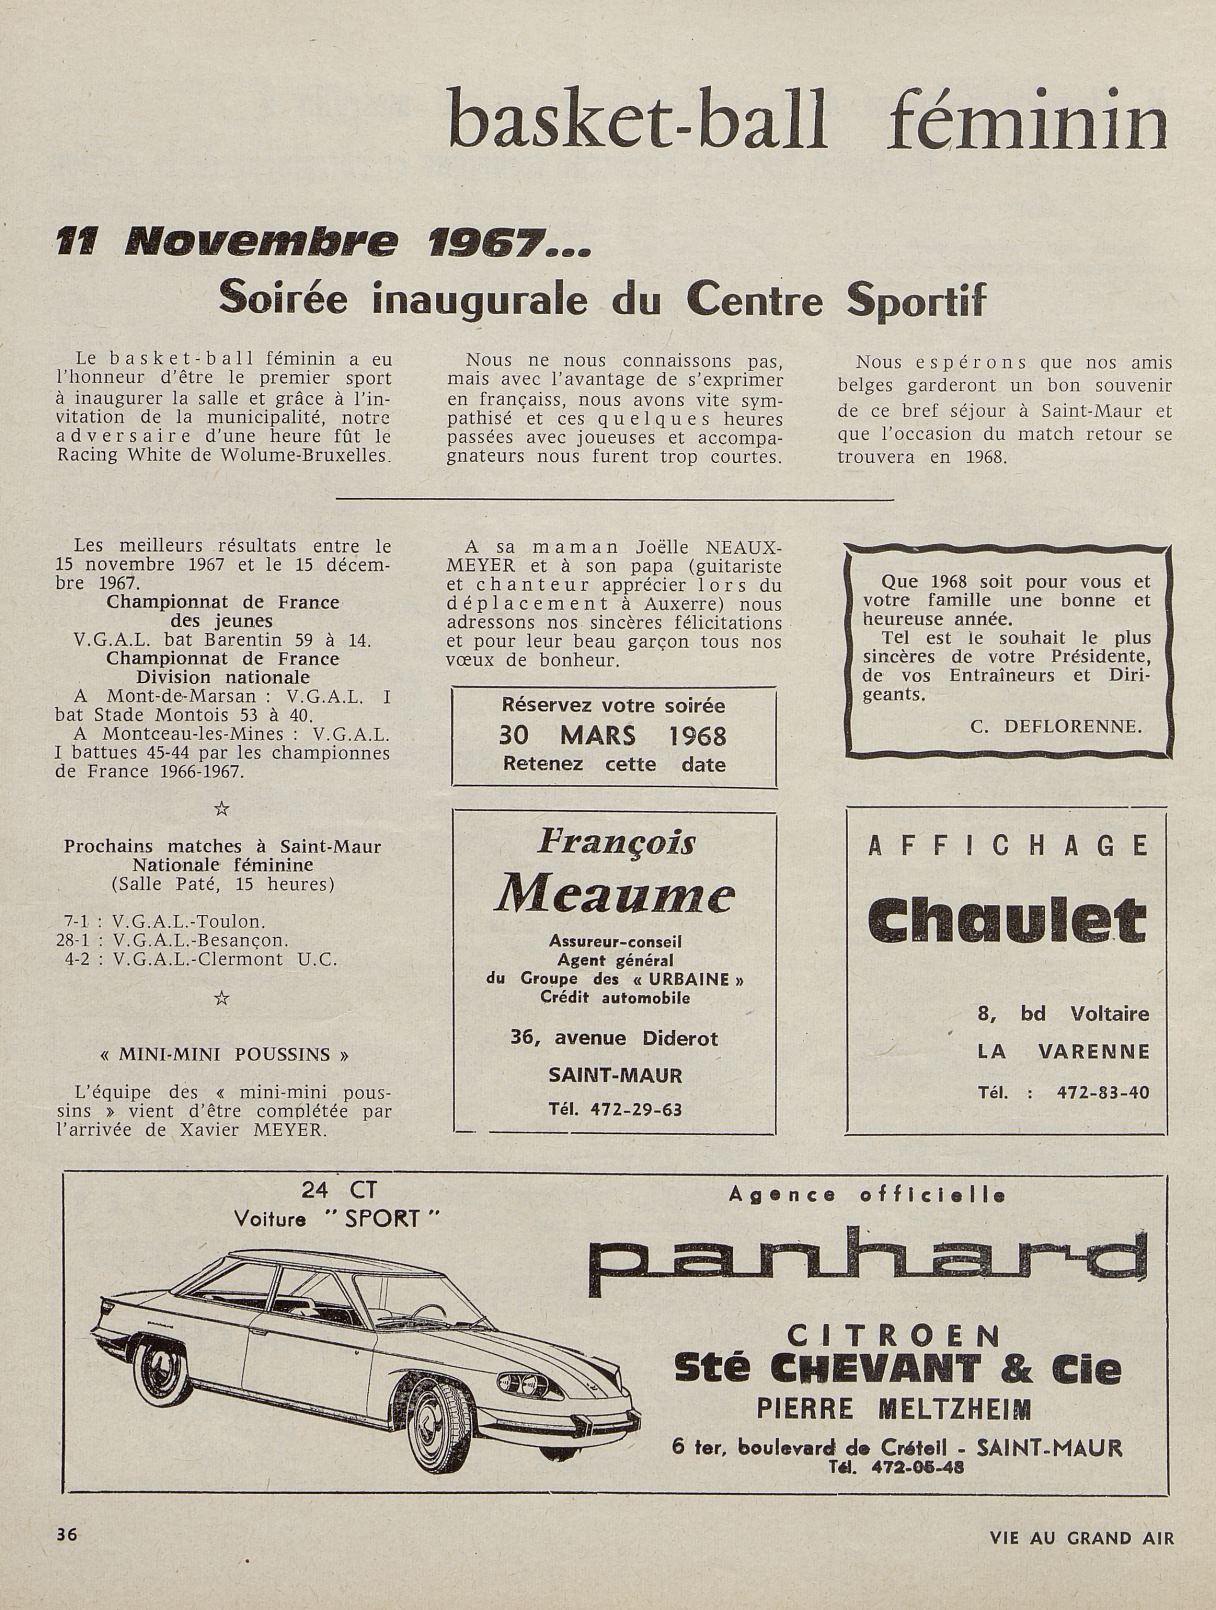 basket-ball féminin
11 Novembre 1967...
Soirée inaugurale du Centre Sportif
Le basket-ball féminin a eu
l'honneur d'être le premier sport
à inaugurer la salle et grâce à l'in-
vitation de la municipalité, notre
adversaire d'une heure fût le
Racing White de Wolume-Bruxelles.
Nous ne nous connaissons pas,
mais avec l'avantage de s'exprimer
en françaiss, nous avons vite sym-
pathisé et ces quelques heures
passées avec joueuses et accompa-
gnateurs nous furent trop courtes.
Nous espérons que nos amis
belges garderont un bon souvenir
de ce bref séjour à Saint-Maur et
que l'occasion du match retour se
trouvera en 1968.
Les meilleurs résultats entre le
15 novembre 1967 et le 15 décem-
bre 1967.
Championnat de France
des jeunes
V.G.A.L. bat Barentin 59 à 14.
Championnat de France
Division nationale
A Mont-de-Marsan : V.G.A.L. I
bat Stade Montois 53 à 40.
A Montceau-les-Mines : V.G.A.L.
I battues 45-44 par les championnes
de France 1966-1967.
☆
Prochains matches à Saint-Maur
Nationale féminine
(Salle Paté, 15 heures)
7-1 : V.G.A.L.-Toulon.
28-1 : V.G.A.L.-Besançon.
4-2 : V.G.A.L.-Clermont U.C.
☆
« MINI-MINI POUSSINS »
L'équipe des « mini-mini pous-
sins » vient d'être complétée par
l'arrivée de Xavier MEYER.
A sa maman Joëlle NEAUX-
MEYER et à son papa (guitariste
et chanteur apprécier lors du
déplacement à Auxerre) nous
adressons nos sincères félicitations
et pour leur beau garçon tous nos
vœux de bonheur.
Réservez votre soirée
30 MARS 1968
Retenez cette date
François
Meaume
Assureur-conseil
Agent général
du Groupe des « URBAINE »
Crédit automobile
36, avenue Diderot
SAINT-MAUR
Tél. 472-29-63
Que 1968 soit pour vous et
votre famille une bonne et
heureuse année.
Tel est le souhait le plus
sincères de votre Présidente,
de vos Entraîneurs et Diri-
geants.
C. DEFLORENNE.
AFFICHAGE
Chaulet
8, bd Voltaire
LA VARENNE
Tél. : 472-83-40
24 CT
Voiture "SPORT"
Agence officielle
panhard
CITROEN
Sté CHEVANT & Cie
PIERRE MELTZHEIM
6 ter, boulevard de Créteil - SAINT-MAUR
Tél. 472-05-48
36
VIE AU GRAND AIR